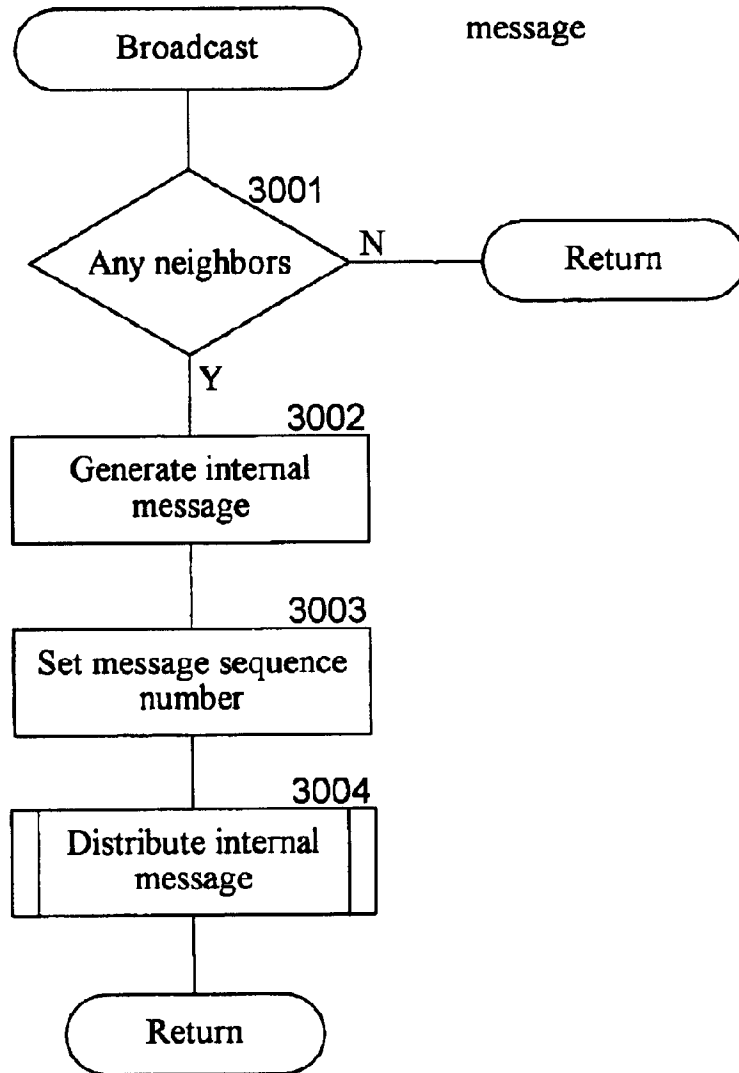 Broadcast
message
3001
Any neighbors
N
Return
Y
3002
Generate internal
message
3003
Set message sequence
number
3004
Distribute internal
message
Return